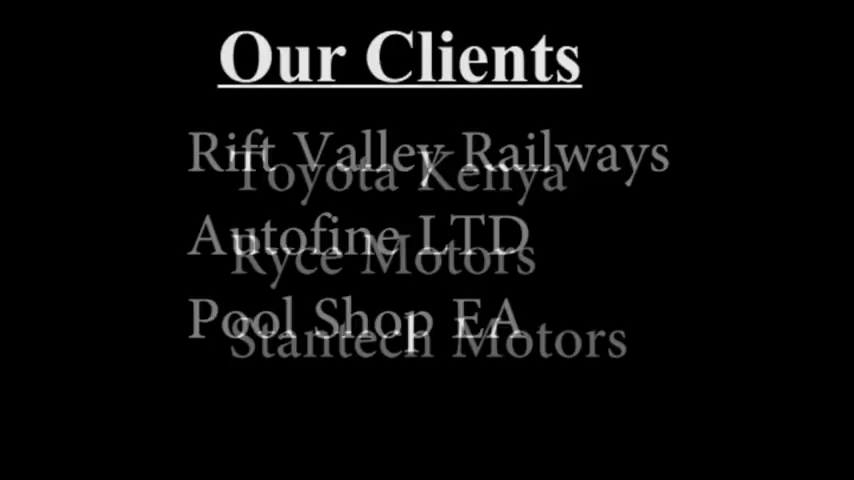 Our Clients
Rift Valley Railways
Toyota Kenya
Autofine LTD
Ryce Motors
Pool Shop EA
Stantech Motors